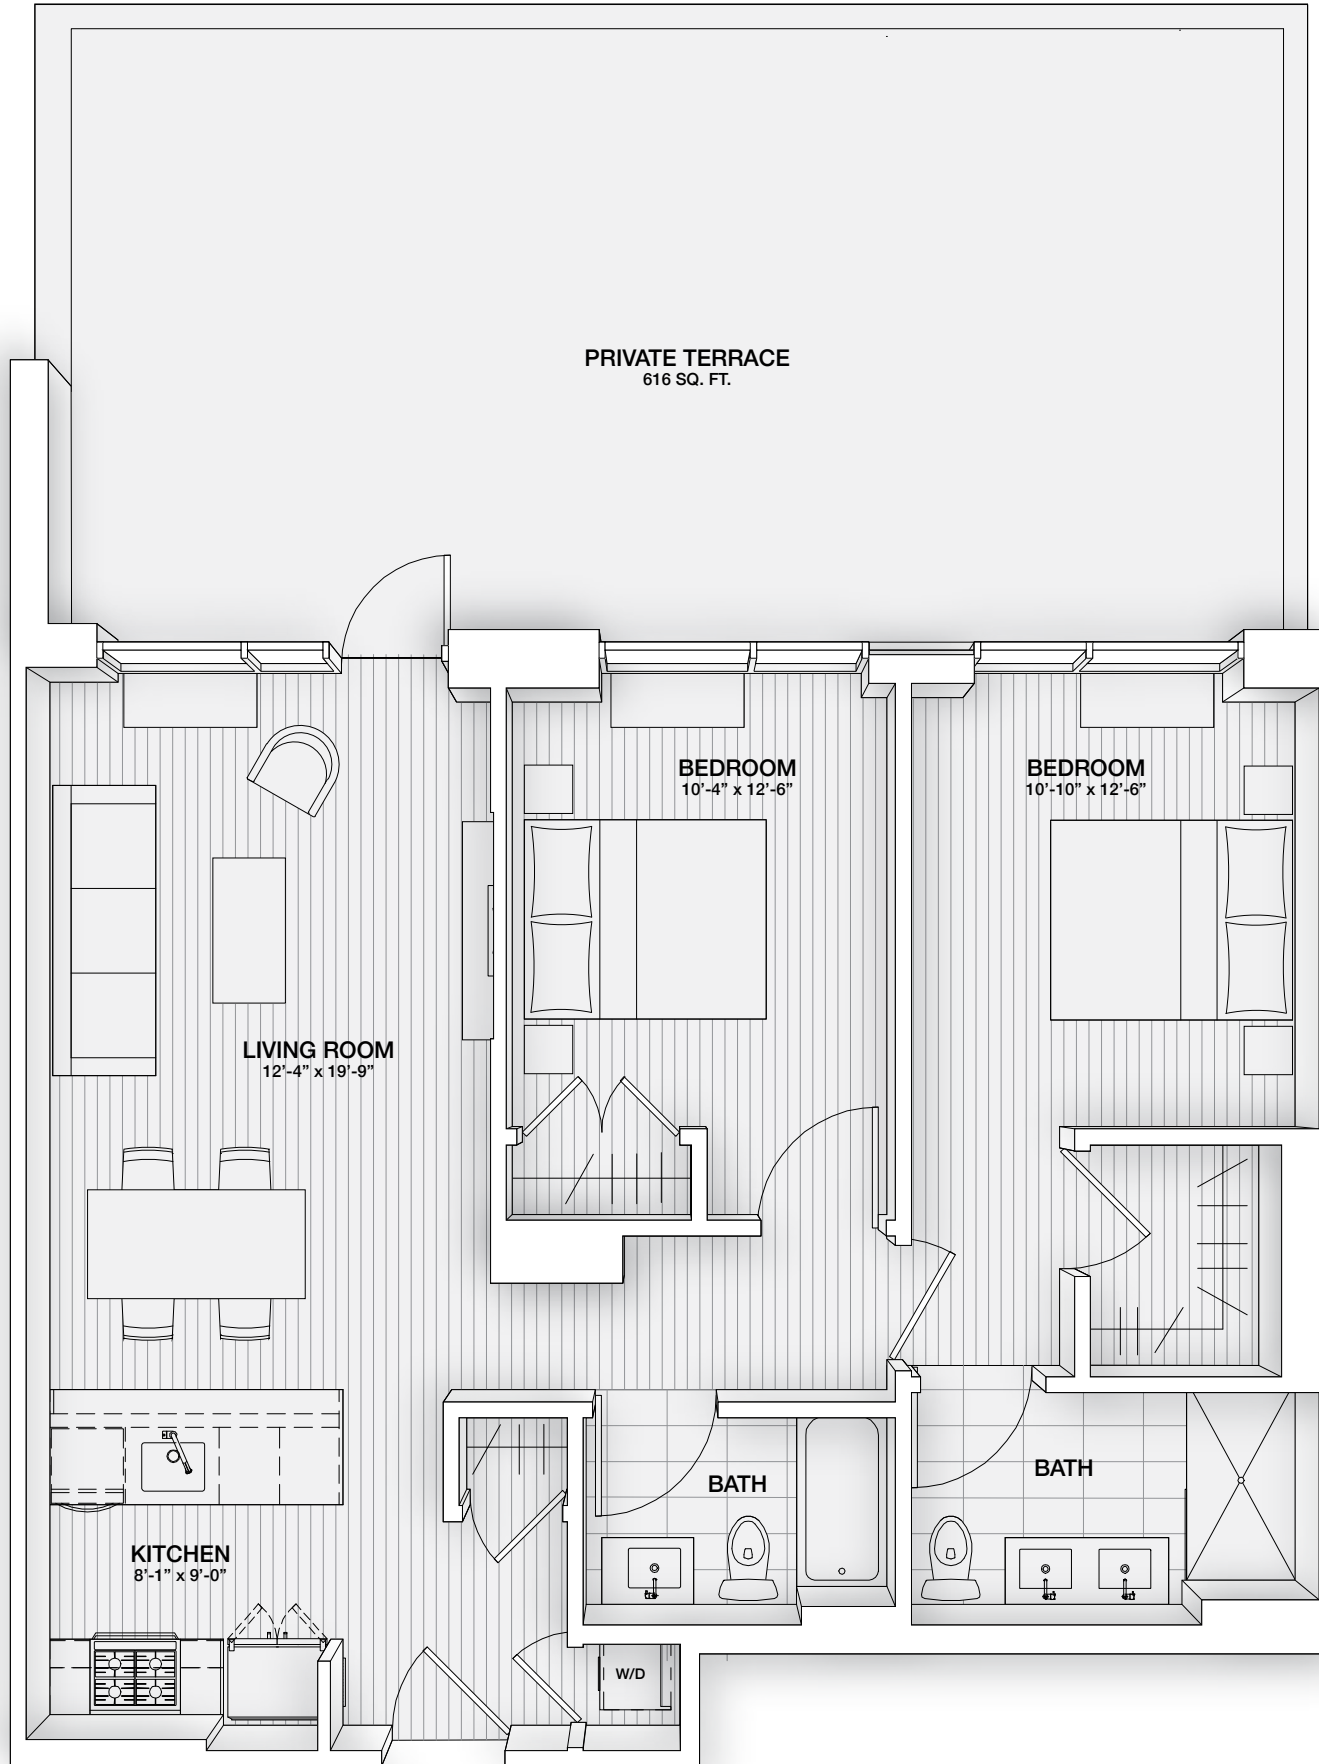 PRIVATE TERRACE
616 SQ. FT.
BEDROOM
10’-4” x 12’-6”
BEDROOM
10’-10” x 12’-6”
LIVING ROOM
12’-4” x 19’-9”
BATH
BATH
KITCHEN
8’-1” x 9’-0”
W/D